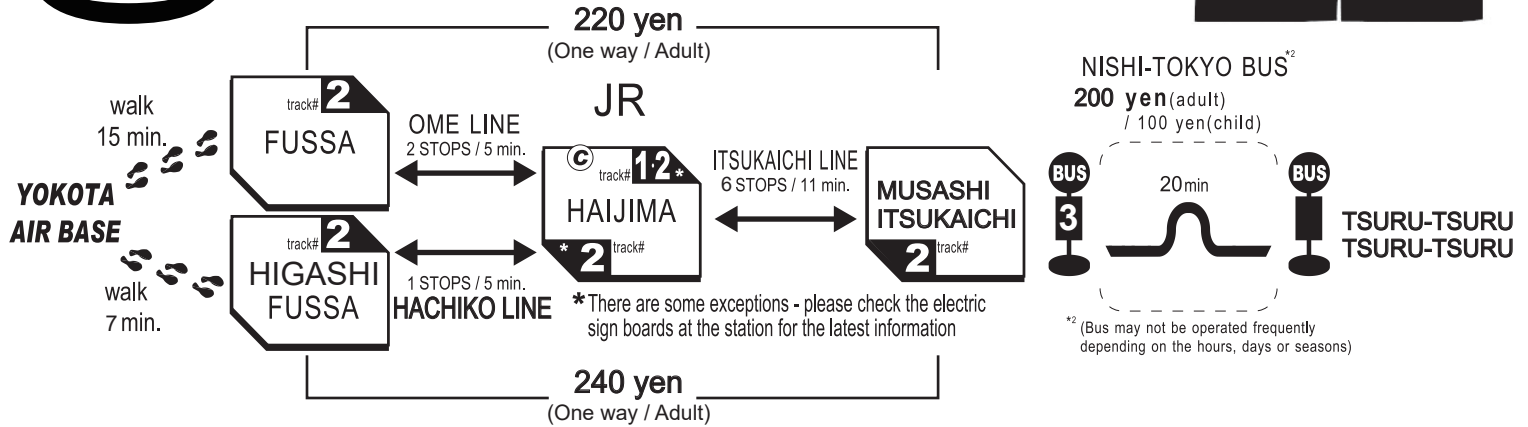 220 yen
(One way / Adult)
JR
YOKOTA
AIR BASE
walk
15 min.
track# 2
FUSSA
OME LINE
2 STOPS / 5 min.
walk
7 min.
track# 2
HIGASHI
FUSSA
1 STOPS / 5 min.
HACHIKO LINE
C track# 1·2 *
HAIJIMA
* 2 track#
ITSUKAICHI LINE
6 STOPS / 11 min.
MUSASHI
ITSUKAICHI
2 track#
* There are some exceptions - please check the electric
sign boards at the station for the latest information
240 yen
(One way / Adult)
NISHI-TOKYO BUS*2
200 yen(adult)
/ 100 yen(child)
BUS
3
20min
BUS
TSURU-TSURU
TSURU-TSURU
*2 (Bus may not be operated frequently
depending on the hours, days or seasons)